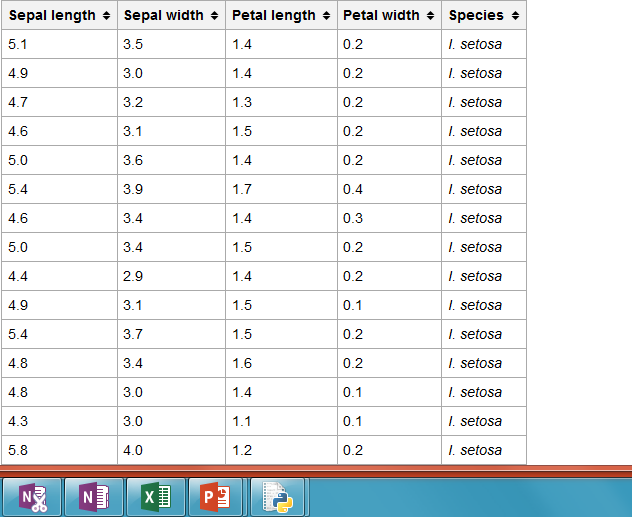 Sepal length Sepal width Petal length Petal width Species
5.1 3.5 1.4 0.2 I. setosa
4.9 3.0 1.4 0.2 I. setosa
4.7 3.2 1.3 0.2 I. setosa
4.6 3.1 1.5 0.2 I. setosa
5.0 3.6 1.4 0.2 I. setosa
5.4 3.9 1.7 0.4 I. setosa
4.6 3.4 1.4 0.3 I. setosa
5.0 3.4 1.5 0.2 I. setosa
4.4 2.9 1.4 0.2 I. setosa
4.9 3.1 1.5 0.1 I. setosa
5.4 3.7 1.5 0.2 I. setosa
4.8 3.4 1.6 0.2 I. setosa
4.8 3.0 1.4 0.1 I. setosa
4.3 3.0 1.1 0.1 I. setosa
5.8 4.0 1.2 0.2 I. setosa
N N X P